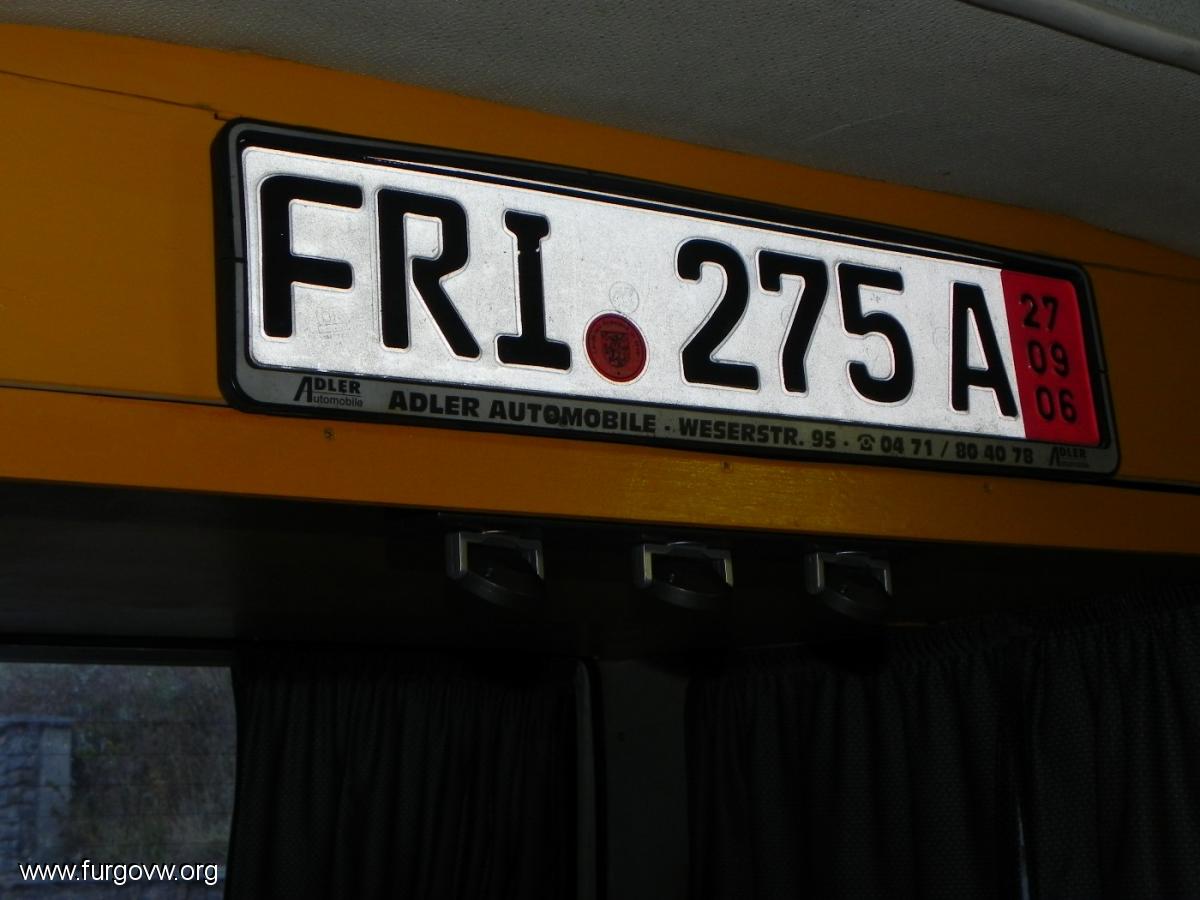 FRI 275 A
27
09
06
ADLER
Automobile
ADLER AUTOMOBILE · WESERSTR. 95 · ☎ 04 71 / 80 40 78
ADLER
Automobile
www.furgovw.org